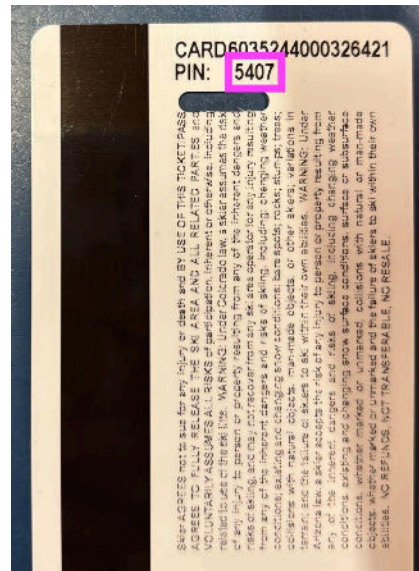 CARD6035244000326421
PIN: 5407
Skier AGREES not to sue for any injury or death and BY USE OF THIS TICKET/PASS
AGREES TO FULLY RELEASE THE SKI AREA AND ALL RELATED PARTIES and
VOLUNTARILY ASSUMES ALL RISKS of participation, inherent or otherwise, including
related to use of the ski lifts. WARNING: Under Colorado law, a skier assumes the risk
of any injury to person or property resulting from any of the inherent dangers and
risks of skiing, and may not recover from any ski area operator for any injury resulting
from any of the inherent dangers and risks of skiing, including: changing weather
conditions; existing and changing snow conditions; bare spots; rocks; stumps; trees;
collisions with natural objects, man-made objects, or other skiers; variations in
terrain; and the failure of skiers to ski within their own abilities. WARNING: Under
Arizona law, a skier accepts the risk of any injury to person or property resulting from
any of the inherent dangers and risks of skiing, including changing weather
conditions, existing and changing snow surface conditions, surface or subsurface
conditions, whether marked or unmarked, collisions with natural or man-made
objects, whether marked or unmarked and the failure of skiers to ski within their own
abilities. NO REFUNDS. NOT TRANSFERABLE. NO RESALE.